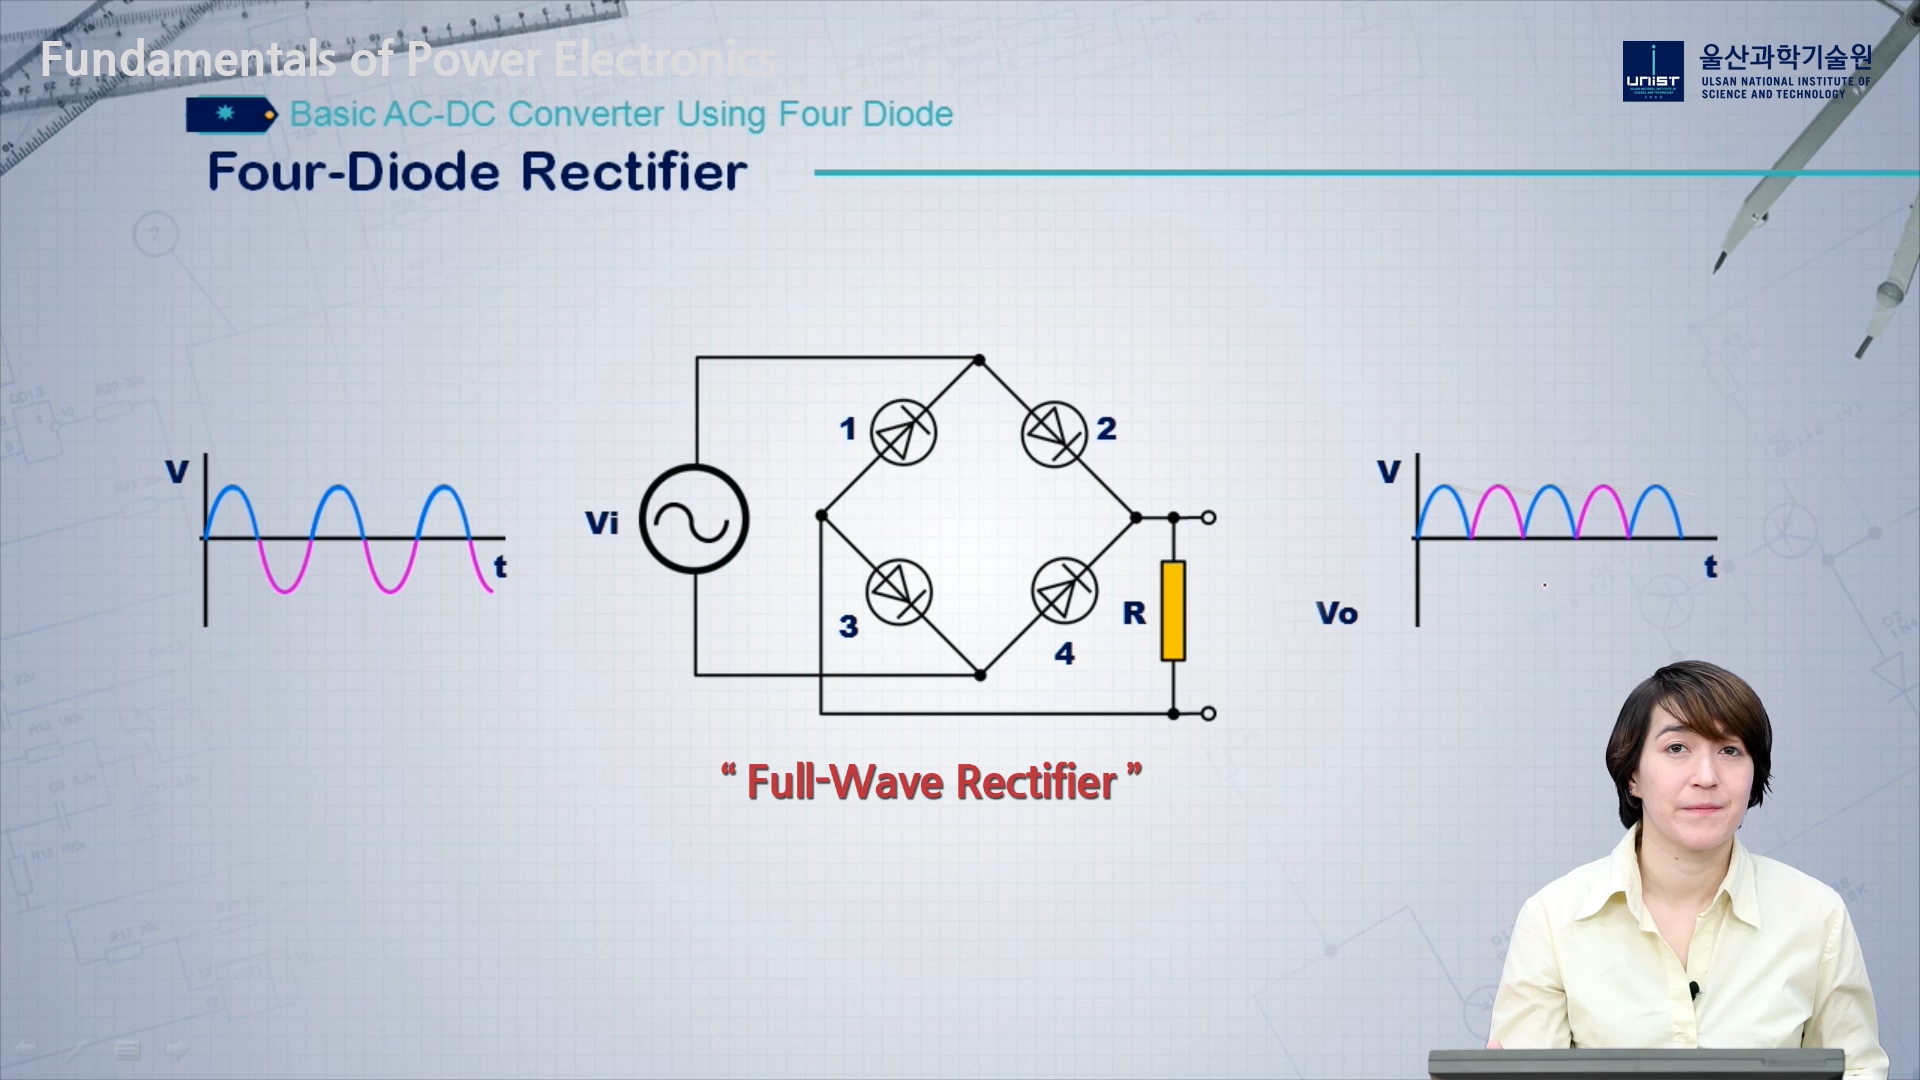 Fundamentals of Power Electronics
울산과학기술원
UNIST
ULSAN NATIONAL INSTITUTE OF
SCIENCE AND TECHNOLOGY
Basic AC-DC Converter Using Four Diode
Four-Diode Rectifier
1
2
V
t
Vi
3
4
R
V
t
Vo
“ Full-Wave Rectifier ”